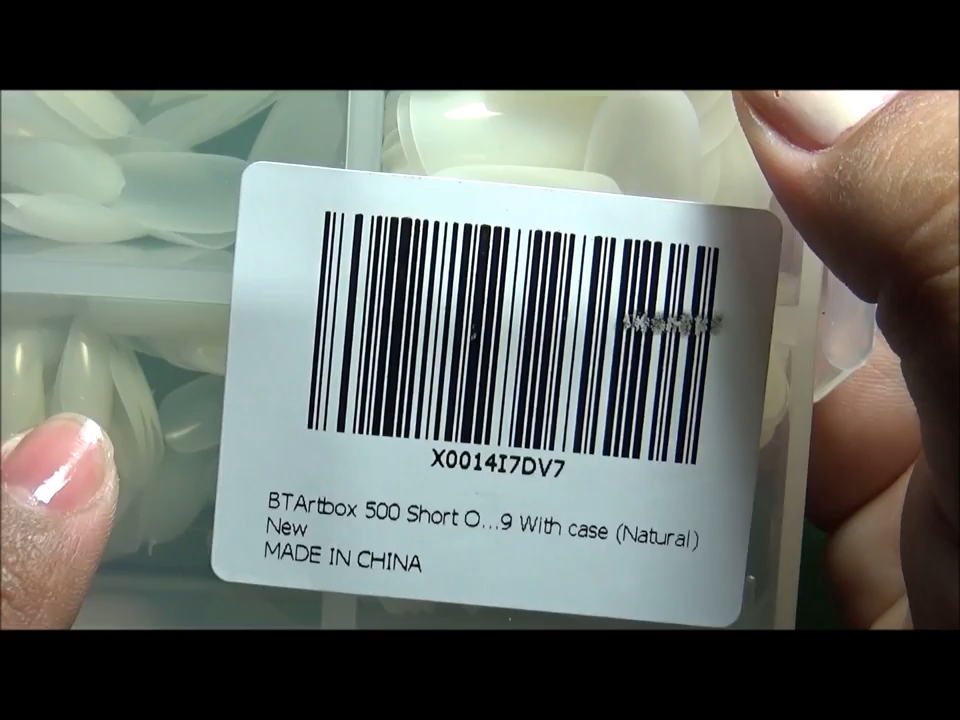 X0014I7DV7
BTArtbox 500 Short O...9 With case (Natural)
New
MADE IN CHINA